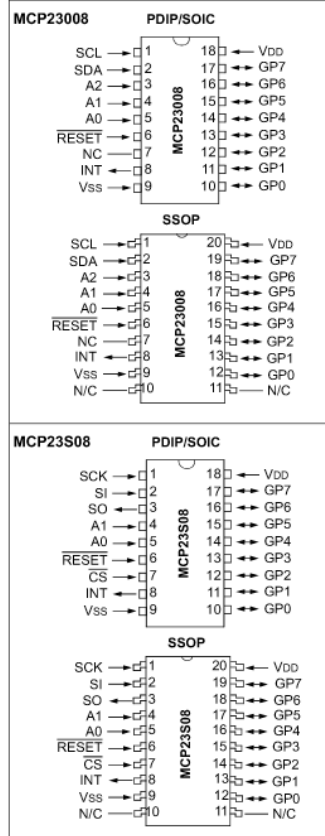 MCP23008 PDIP/SOIC
SCL 1 18 VDD
SDA 2 17 GP7
A2 3 16 GP6
A1 4 15 GP5
A0 5 14 GP4
RESET 6 13 GP3
NC 7 12 GP2
INT 8 11 GP1
VSS 9 10 GP0
MCP23008
SSOP
SCL 1 20 VDD
SDA 2 19 GP7
A2 3 18 GP6
A1 4 17 GP5
A0 5 16 GP4
RESET 6 15 GP3
NC 7 14 GP2
INT 8 13 GP1
VSS 9 12 GP0
N/C 10 11 N/C
MCP23008
MCP23S08 PDIP/SOIC
SCK 1 18 VDD
SI 2 17 GP7
SO 3 16 GP6
A1 4 15 GP5
A0 5 14 GP4
RESET 6 13 GP3
CS 7 12 GP2
INT 8 11 GP1
VSS 9 10 GP0
MCP23S08
SSOP
SCK 1 20 VDD
SI 2 19 GP7
SO 3 18 GP6
A1 4 17 GP5
A0 5 16 GP4
RESET 6 15 GP3
CS 7 14 GP2
INT 8 13 GP1
VSS 9 12 GP0
N/C 10 11 N/C
MCP23S08